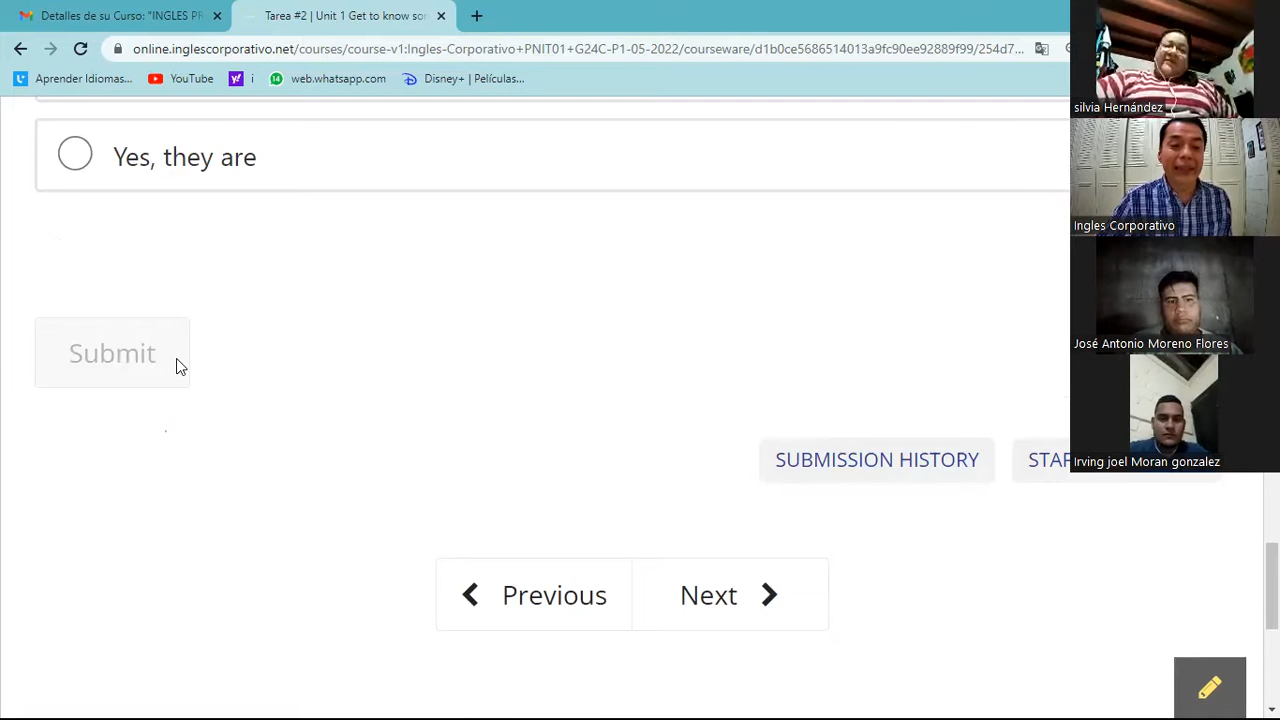 Detalles de su Curso: "INGLES PR
Tarea #2 | Unit 1 Get to know son
online.inglescorporativo.net/courses/course-v1:Ingles-Corporativo+PNIT01+G24C-P1-05-2022/courseware/d1b0ce5686514013a9fc90ee92889f99/254d7...
Aprender Idiomas...
YouTube
i
web.whatsapp.com
Disney+ | Películas...
Yes, they are
Submit
SUBMISSION HISTORY
STAF
Previous
Next
silvia Hernández
Ingles Corporativo
José Antonio Moreno Flores
Irving joel Moran gonzalez